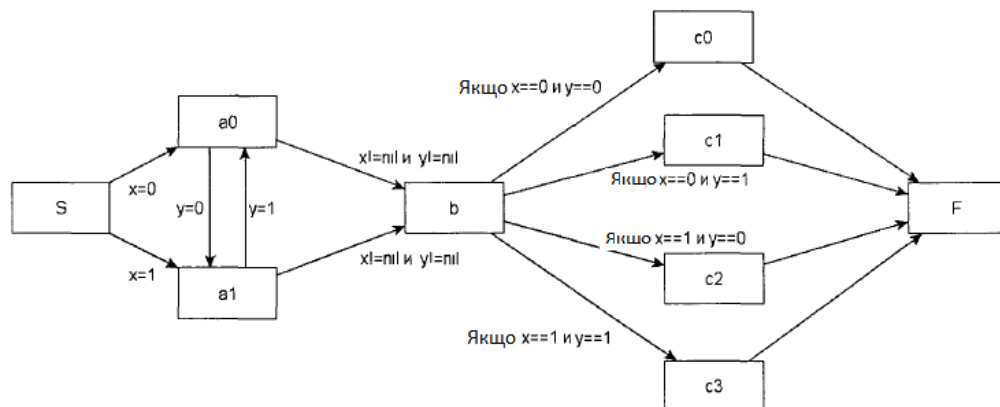 c0
Якщо x==0 и y==0
a0
c1
x!=nil и y!=nil
Якщо x==0 и y==1
x=0
S
y=0
y=1
b
F
Якщо x==1 и y==0
x!=nil и y!=nil
x=1
a1
c2
Якщо x==1 и y==1
c3